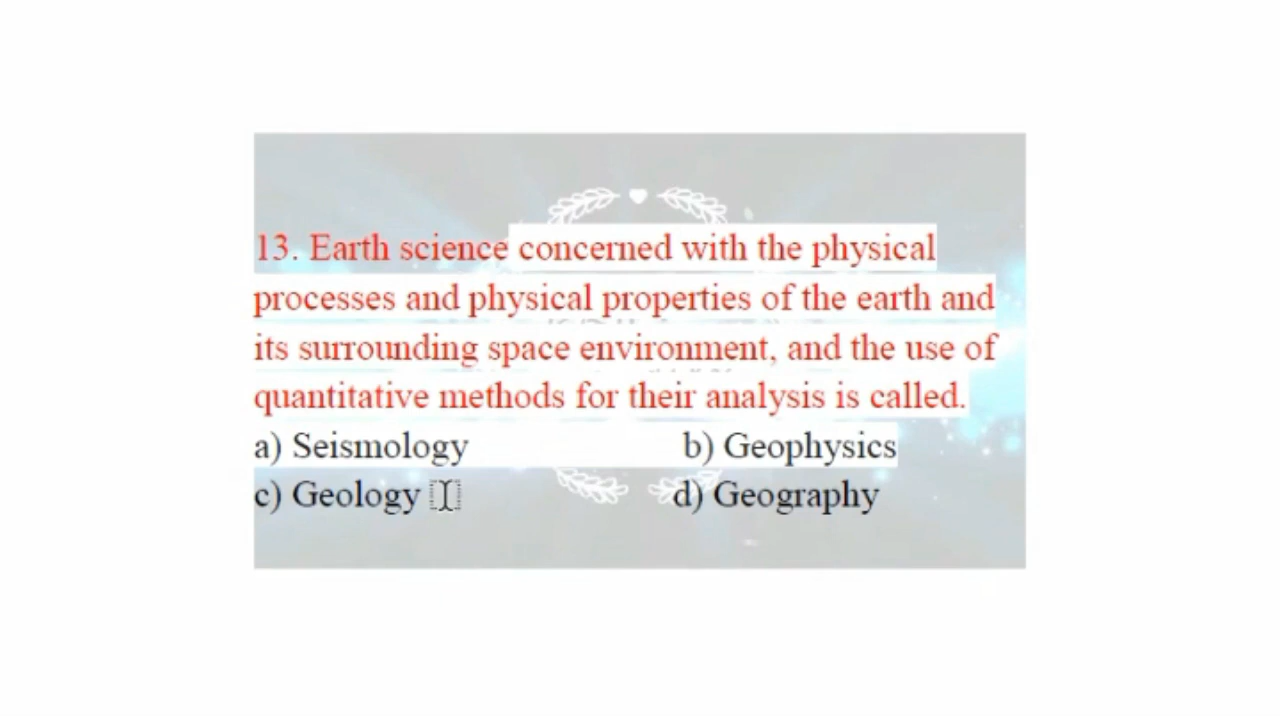 13. Earth science concerned with the physical
processes and physical properties of the earth and
its surrounding space environment, and the use of
quantitative methods for their analysis is called.
a) Seismology b) Geophysics
c) Geology d) Geography